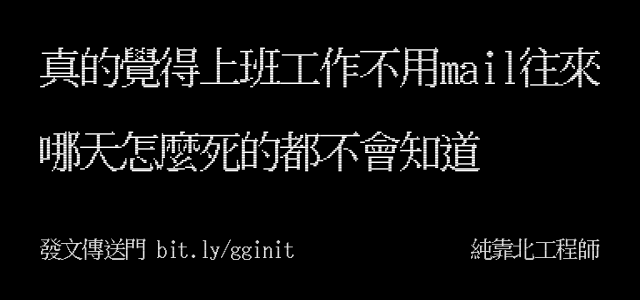 真的覺得上班工作不用mail往來
哪天怎麼死的都不會知道
發文傳送門 bit.ly/gginit 純靠北工程師